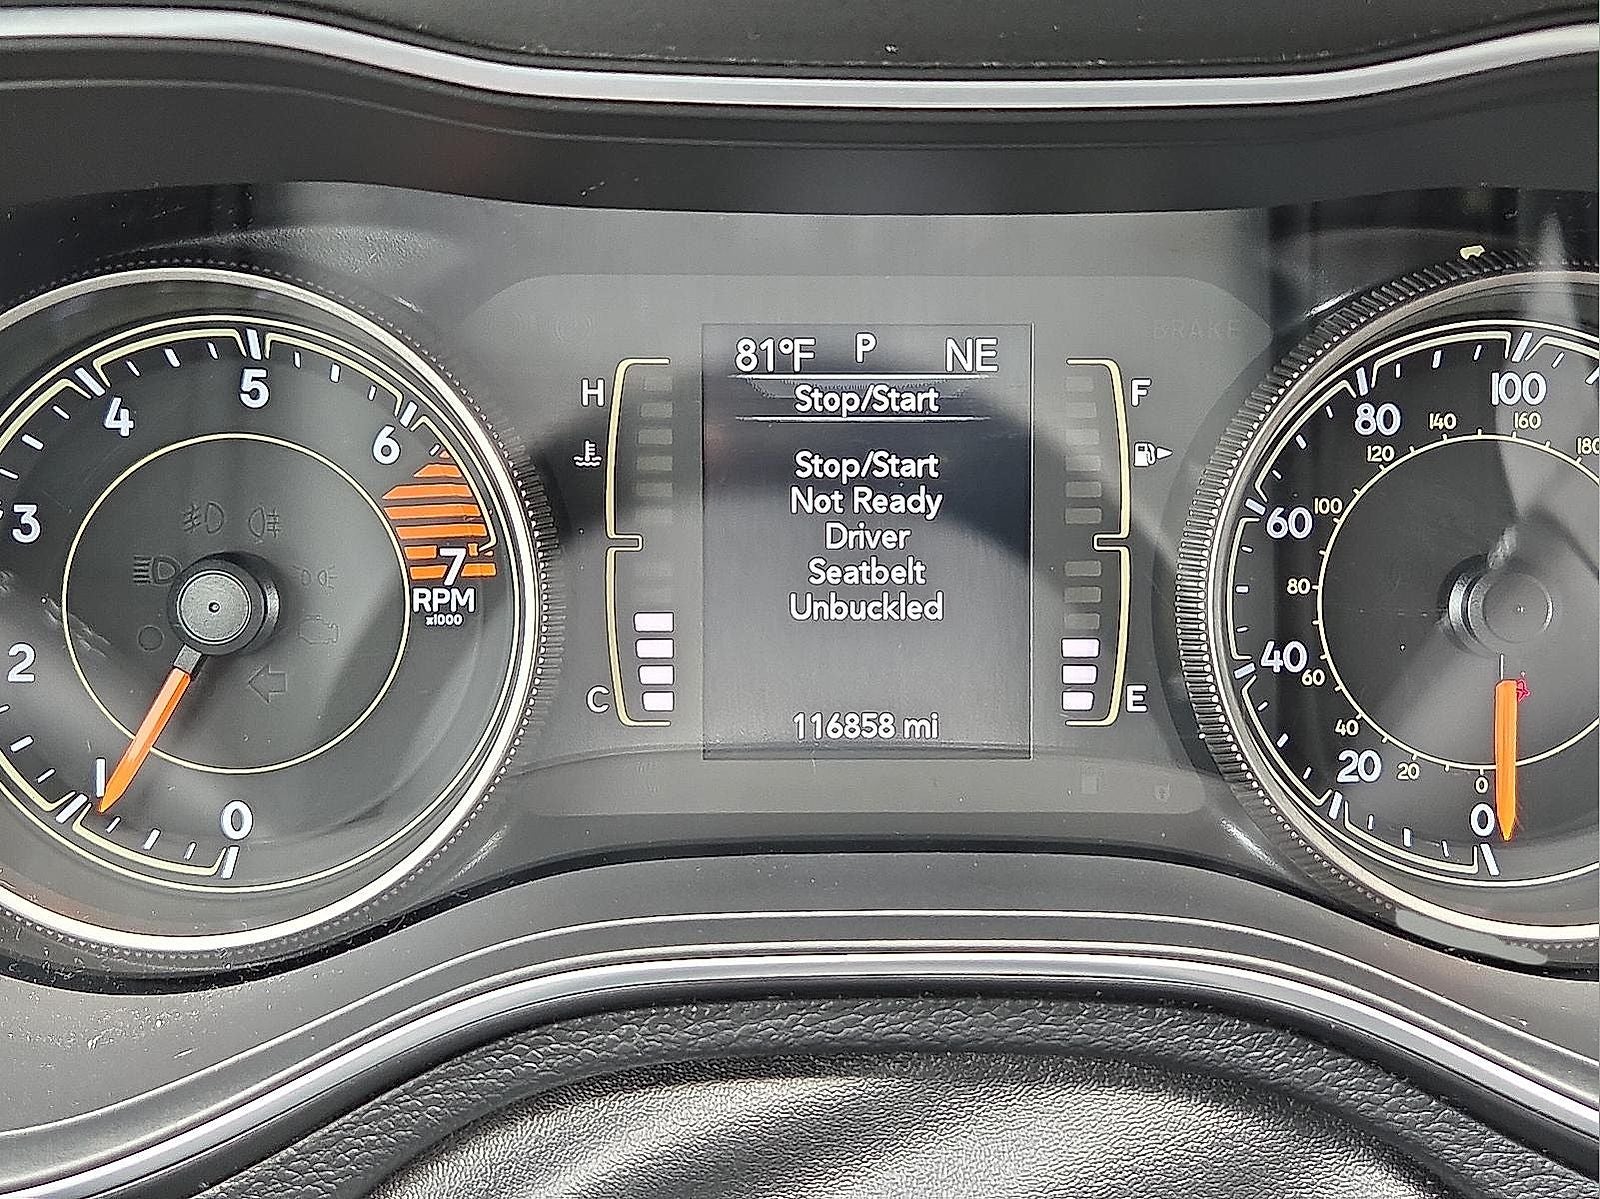 81°F P NE
Stop/Start
Stop/Start
Not Ready
Driver
Seatbelt
Unbuckled
116858 mi
H
C
F
E
0
1
2
3
4
5
6
7
RPM
x1000
BRAKE
0
20
40
60
80
100
0
20
40
60
80
100
120
140
160
180